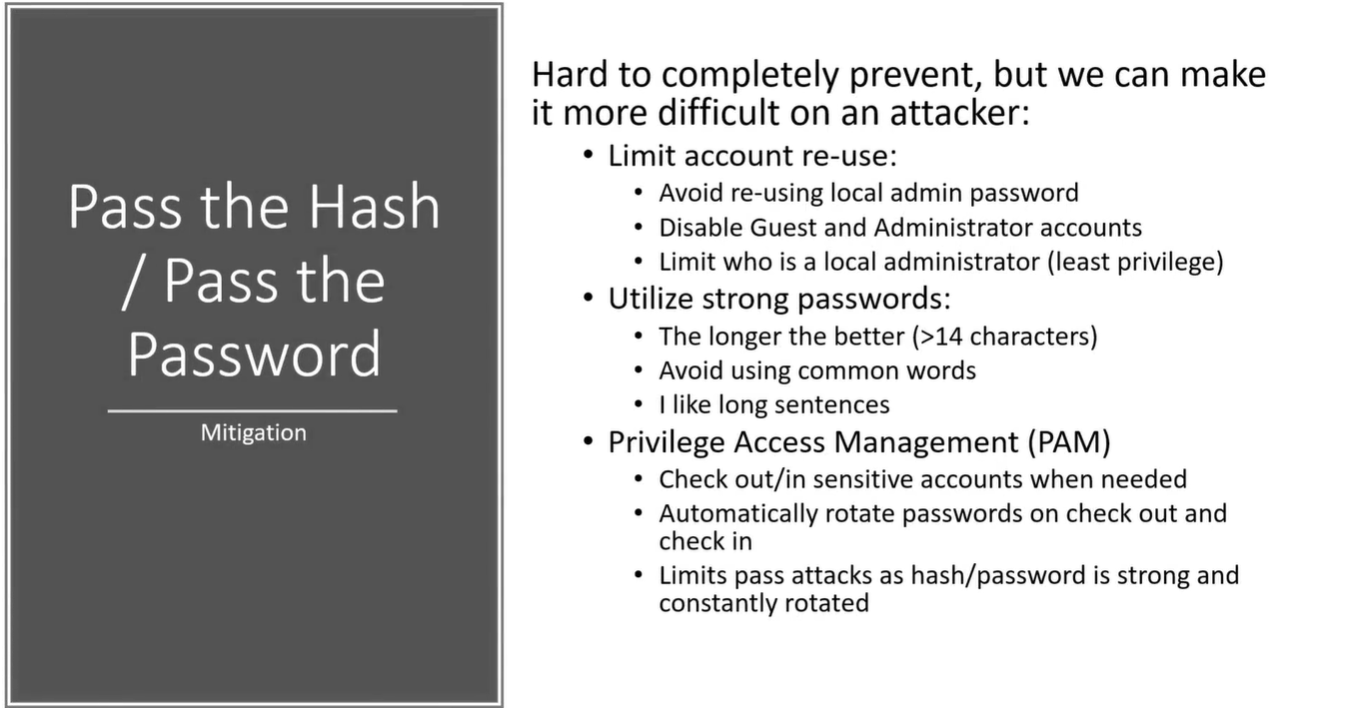 Pass the Hash
/ Pass the
Password
Mitigation
Hard to completely prevent, but we can make
it more difficult on an attacker:
• Limit account re-use:
• Avoid re-using local admin password
• Disable Guest and Administrator accounts
• Limit who is a local administrator (least privilege)
• Utilize strong passwords:
• The longer the better (>14 characters)
• Avoid using common words
• I like long sentences
• Privilege Access Management (PAM)
• Check out/in sensitive accounts when needed
• Automatically rotate passwords on check out and
check in
• Limits pass attacks as hash/password is strong and
constantly rotated